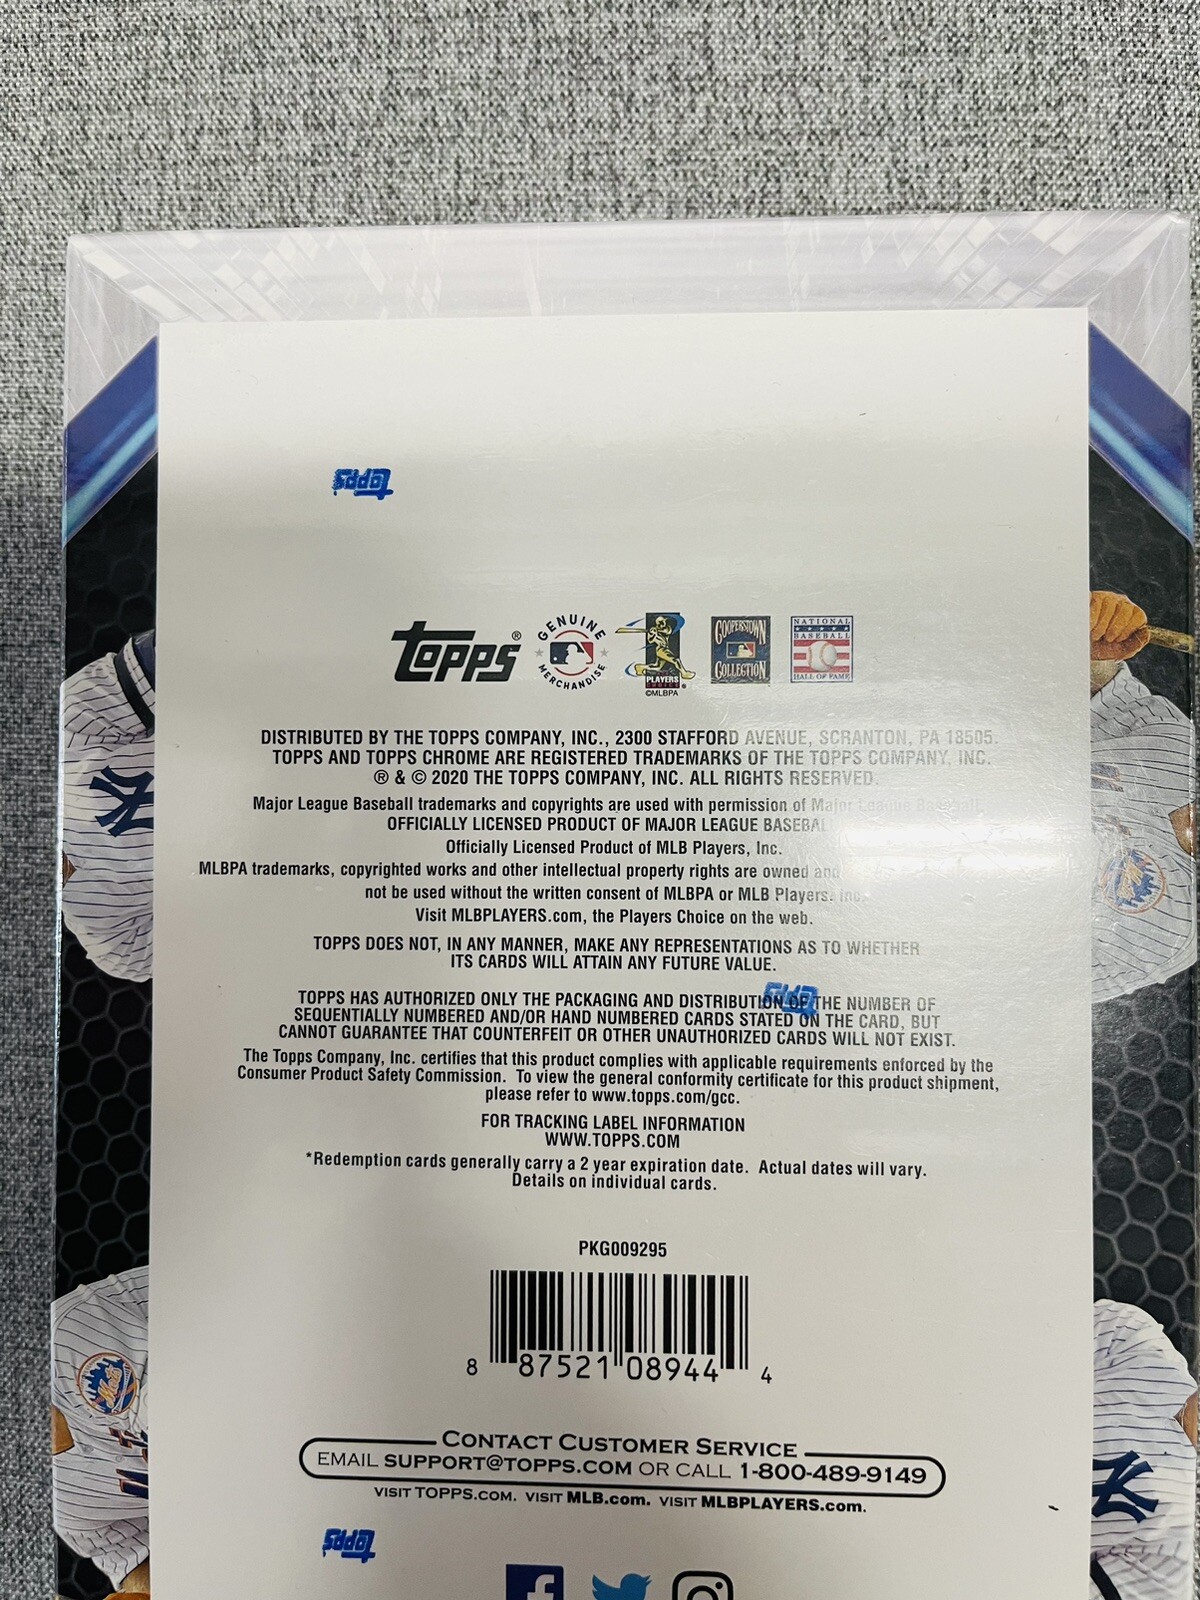 topps
topps®
GENUINE
MERCHANDISE
PLAYERS
CHOICE®
©MLBPA
COOPERSTOWN
COLLECTION
NATIONAL
BASEBALL
HALL OF FAME
DISTRIBUTED BY THE TOPPS COMPANY, INC., 2300 STAFFORD AVENUE, SCRANTON, PA 18505.
TOPPS AND TOPPS CHROME ARE REGISTERED TRADEMARKS OF THE TOPPS COMPANY, INC.
® & © 2020 THE TOPPS COMPANY, INC. ALL RIGHTS RESERVED.
Major League Baseball trademarks and copyrights are used with permission of Major League Baseball
OFFICIALLY LICENSED PRODUCT OF MAJOR LEAGUE BASEBAL
Officially Licensed Product of MLB Players, Inc.
MLBPA trademarks, copyrighted works and other intellectual property rights are owned and
not be used without the written consent of MLBPA or MLB Players, Inc.
Visit MLBPLAYERS.com, the Players Choice on the web.
TOPPS DOES NOT, IN ANY MANNER, MAKE ANY REPRESENTATIONS AS TO WHETHER
ITS CARDS WILL ATTAIN ANY FUTURE VALUE.
topps
TOPPS HAS AUTHORIZED ONLY THE PACKAGING AND DISTRIBUTION OF THE NUMBER OF
SEQUENTIALLY NUMBERED AND/OR HAND NUMBERED CARDS STATED ON THE CARD, BUT
CANNOT GUARANTEE THAT COUNTERFEIT OR OTHER UNAUTHORIZED CARDS WILL NOT EXIST.
The Topps Company, Inc. certifies that this product complies with applicable requirements enforced by the
Consumer Product Safety Commission. To view the general conformity certificate for this product shipment,
please refer to www.topps.com/gcc.
FOR TRACKING LABEL INFORMATION
WWW.TOPPS.COM
*Redemption cards generally carry a 2 year expiration date. Actual dates will vary.
Details on individual cards.
PKG009295
8 87521 08944 4
CONTACT CUSTOMER SERVICE
EMAIL SUPPORT@TOPPS.COM OR CALL 1-800-489-9149
VISIT TOPPS.COM. VISIT MLB.com. VISIT MLBPLAYERS.com.
topps
Mets